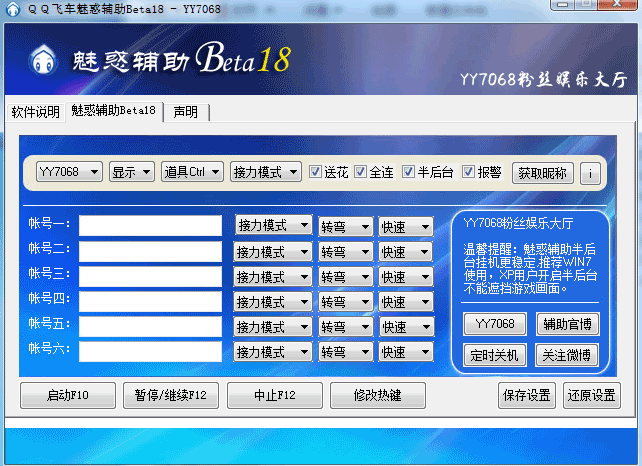 QQ飞车魅惑辅助Beta18 - YY7068
魅惑辅助Beta18
YY7068粉丝娱乐大厅
软件说明 魅惑辅助Beta18 声明
YY7068 显示 道具Ctrl 接力模式 送花 全连 半后台 报警 获取昵称 i
帐号一： 接力模式 转弯 快速
帐号二： 接力模式 转弯 快速
帐号三： 接力模式 转弯 快速
帐号四： 接力模式 转弯 快速
帐号五： 接力模式 转弯 快速
帐号六： 接力模式 转弯 快速
YY7068粉丝娱乐大厅
温馨提醒：魅惑辅助半后
台挂机更稳定.推荐WIN7
使用，XP用户开启半后台
不能遮挡游戏画面。
YY7068 辅助官博
定时关机 关注微博
启动F10 暂停/继续F12 中止F12 修改热键 保存设置 还原设置